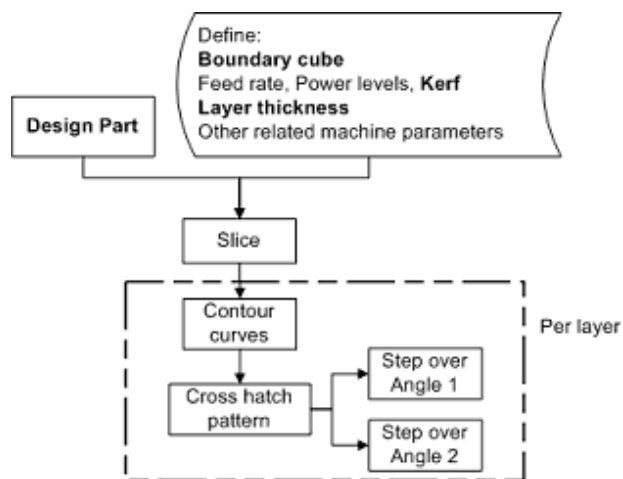 Define:
Boundary cube
Feed rate, Power levels, Kerf
Layer thickness
Other related machine parameters
Design Part
Slice
Contour
curves
Per layer
Cross hatch
pattern
Step over
Angle 1
Step over
Angle 2